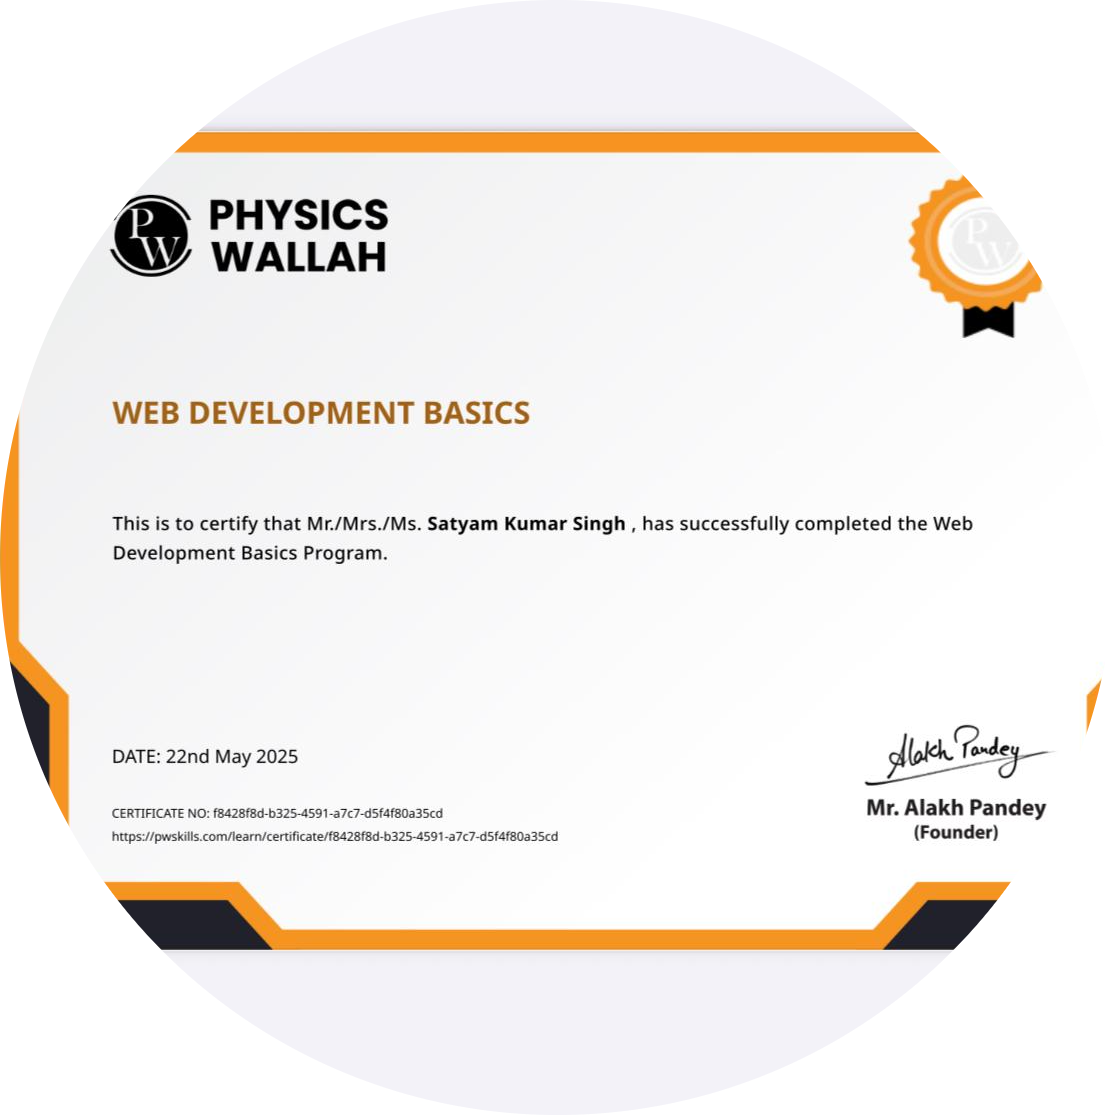 PW
PHYSICS
WALLAH
PW
WEB DEVELOPMENT BASICS
This is to certify that Mr./Mrs./Ms. Satyam Kumar Singh , has successfully completed the Web
Development Basics Program.
DATE: 22nd May 2025
CERTIFICATE NO: f8428f8d-b325-4591-a7c7-d5f4f80a35cd
https://pwskills.com/learn/certificate/f8428f8d-b325-4591-a7c7-d5f4f80a35cd
Alakh Pandey
Mr. Alakh Pandey
(Founder)